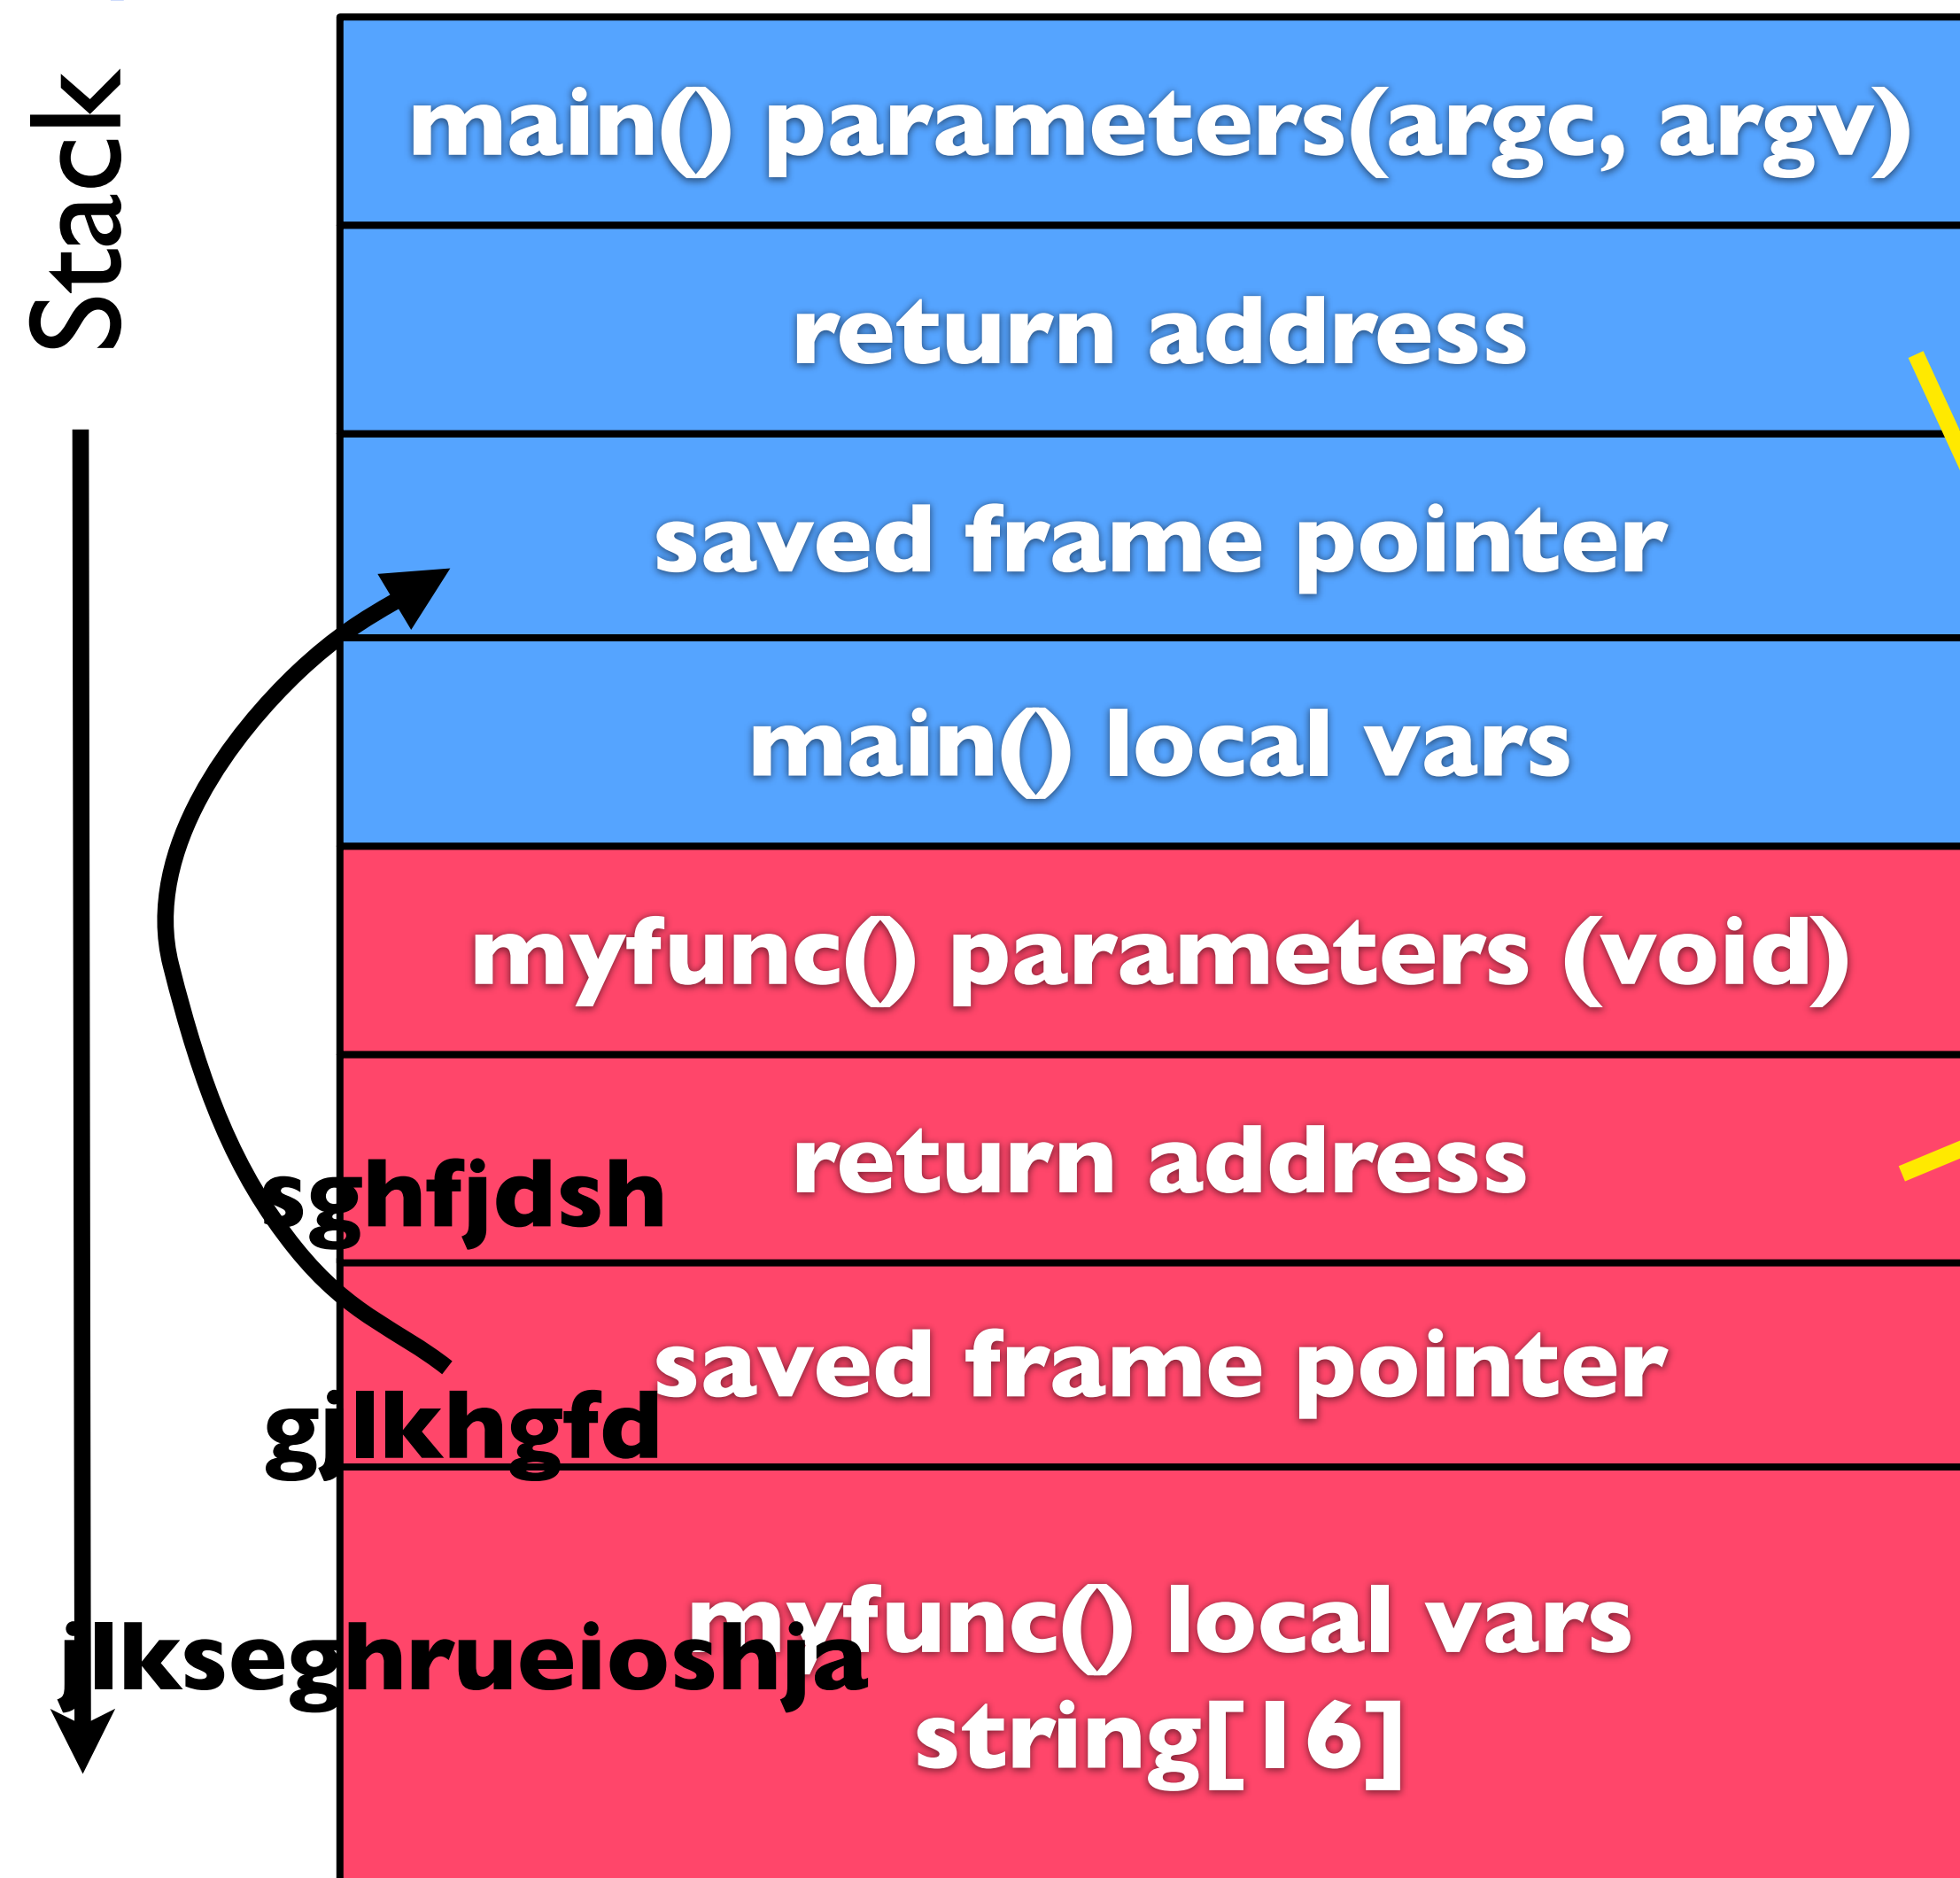 Stack
main() parameters(argc, argv)
return address
saved frame pointer
main() local vars
myfunc() parameters (void)
return address
sghfjdsh
saved frame pointer
gjlkhgfd
myfunc() local vars
jlkseghrueioshja
string[16]